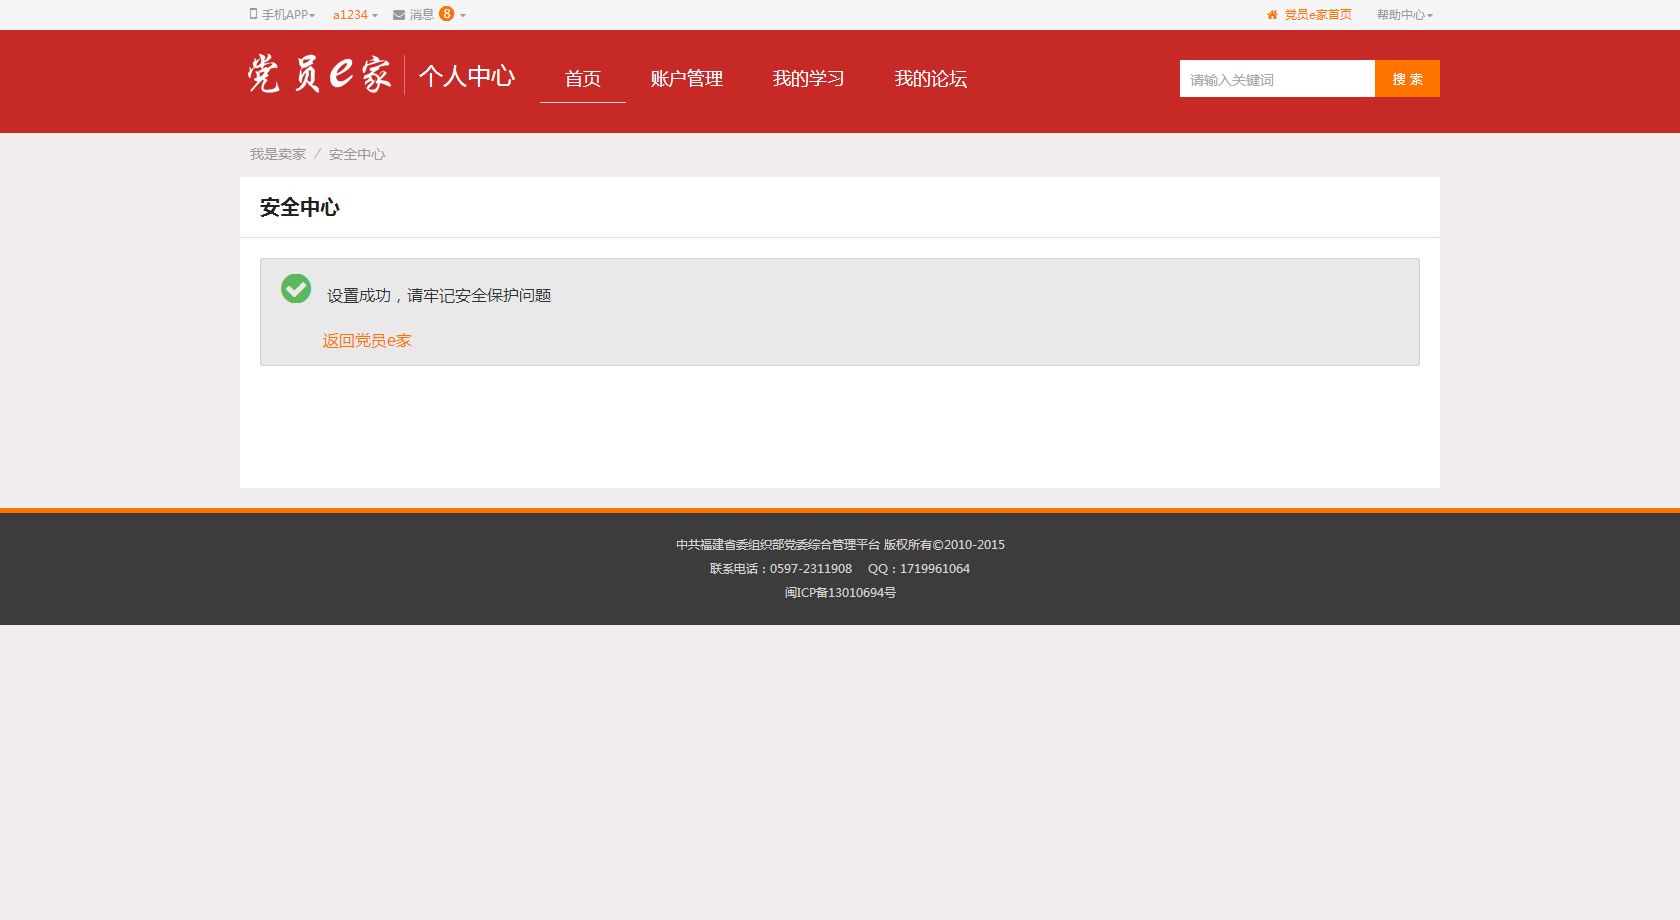 手机APP a1234 消息 8 党员e家首页 帮助中心
党员e家 个人中心 首页 账户管理 我的学习 我的论坛 请输入关键词 搜 索
我是卖家 / 安全中心
安全中心
设置成功，请牢记安全保护问题
返回党员e家
中共福建省委组织部党委综合管理平台 版权所有©2010-2015
联系电话：0597-2311908 QQ：1719961064
闽ICP备13010694号